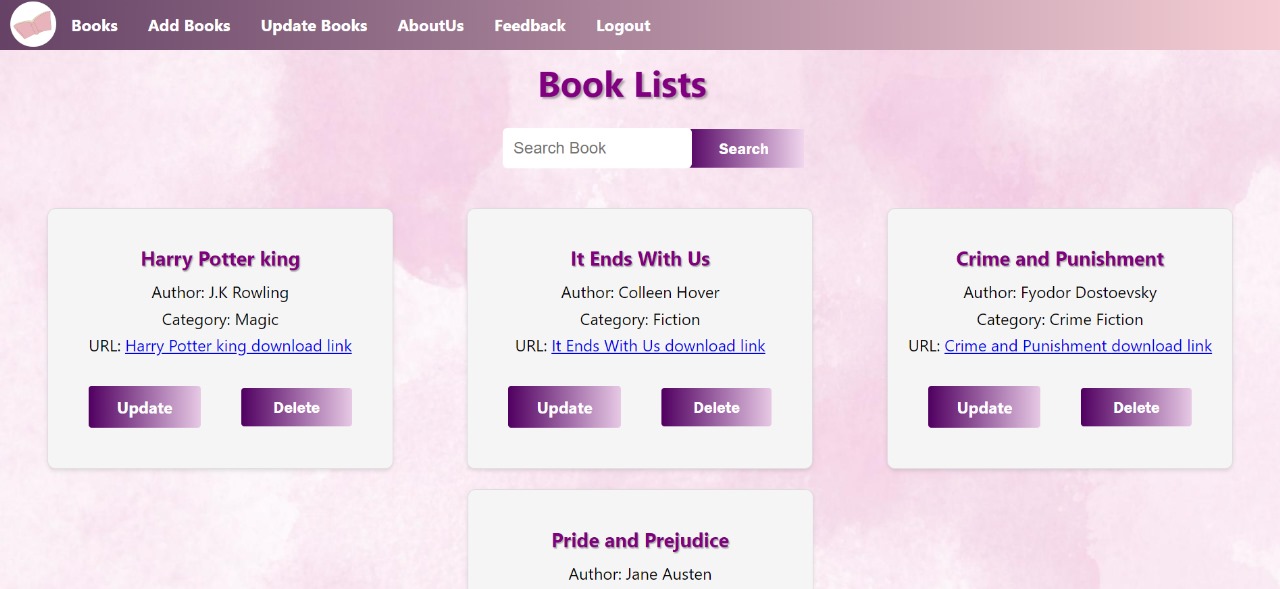 Books Add Books Update Books AboutUs Feedback Logout
Book Lists
Search Book Search
Harry Potter king
Author: J.K Rowling
Category: Magic
URL: Harry Potter king download link
Update Delete
It Ends With Us
Author: Colleen Hover
Category: Fiction
URL: It Ends With Us download link
Update Delete
Crime and Punishment
Author: Fyodor Dostoevsky
Category: Crime Fiction
URL: Crime and Punishment download link
Update Delete
Pride and Prejudice
Author: Jane Austen